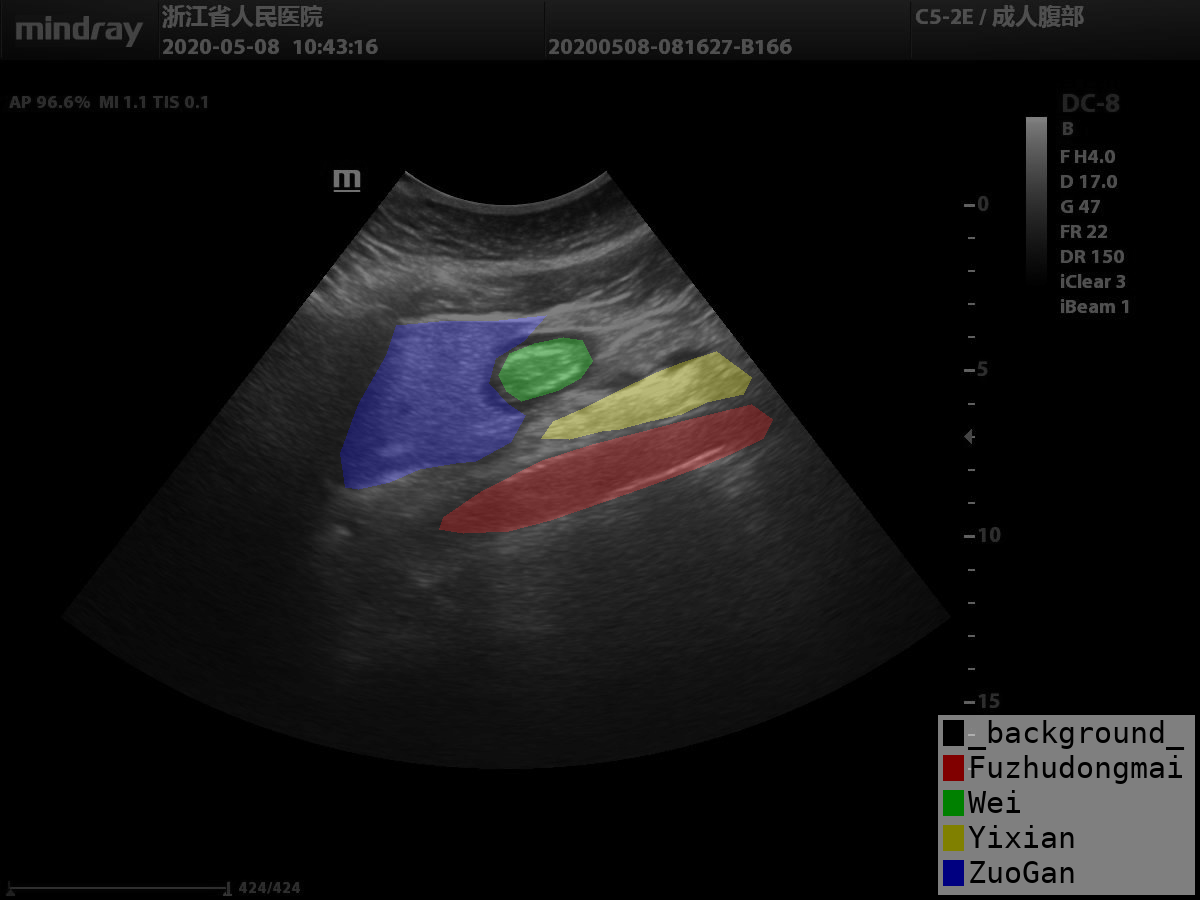 mindray
浙江省人民医院
2020-05-08 10:43:16
20200508-081627-B166
C5-2E / 成人腹部
AP 96.6% MI 1.1 TIS 0.1
DC-8
B
F H4.0
D 17.0
G 47
FR 22
DR 150
iClear 3
iBeam 1
m
0
5
10
15
_background_
Fuzhudongmai
Wei
Yixian
ZuoGan
424/424